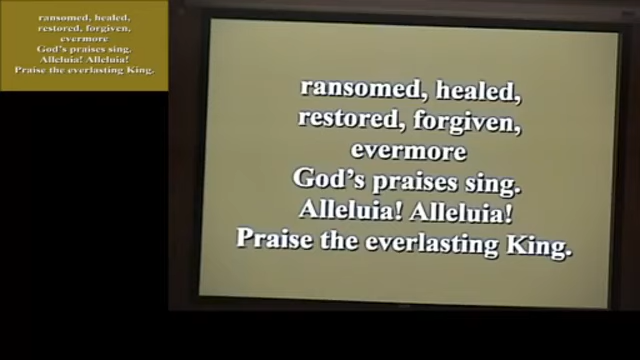 ransomed, healed,
restored, forgiven,
evermore
God's praises sing.
Alleluia! Alleluia!
Praise the everlasting King.
ransomed, healed,
restored, forgiven,
evermore
God's praises sing.
Alleluia! Alleluia!
Praise the everlasting King.